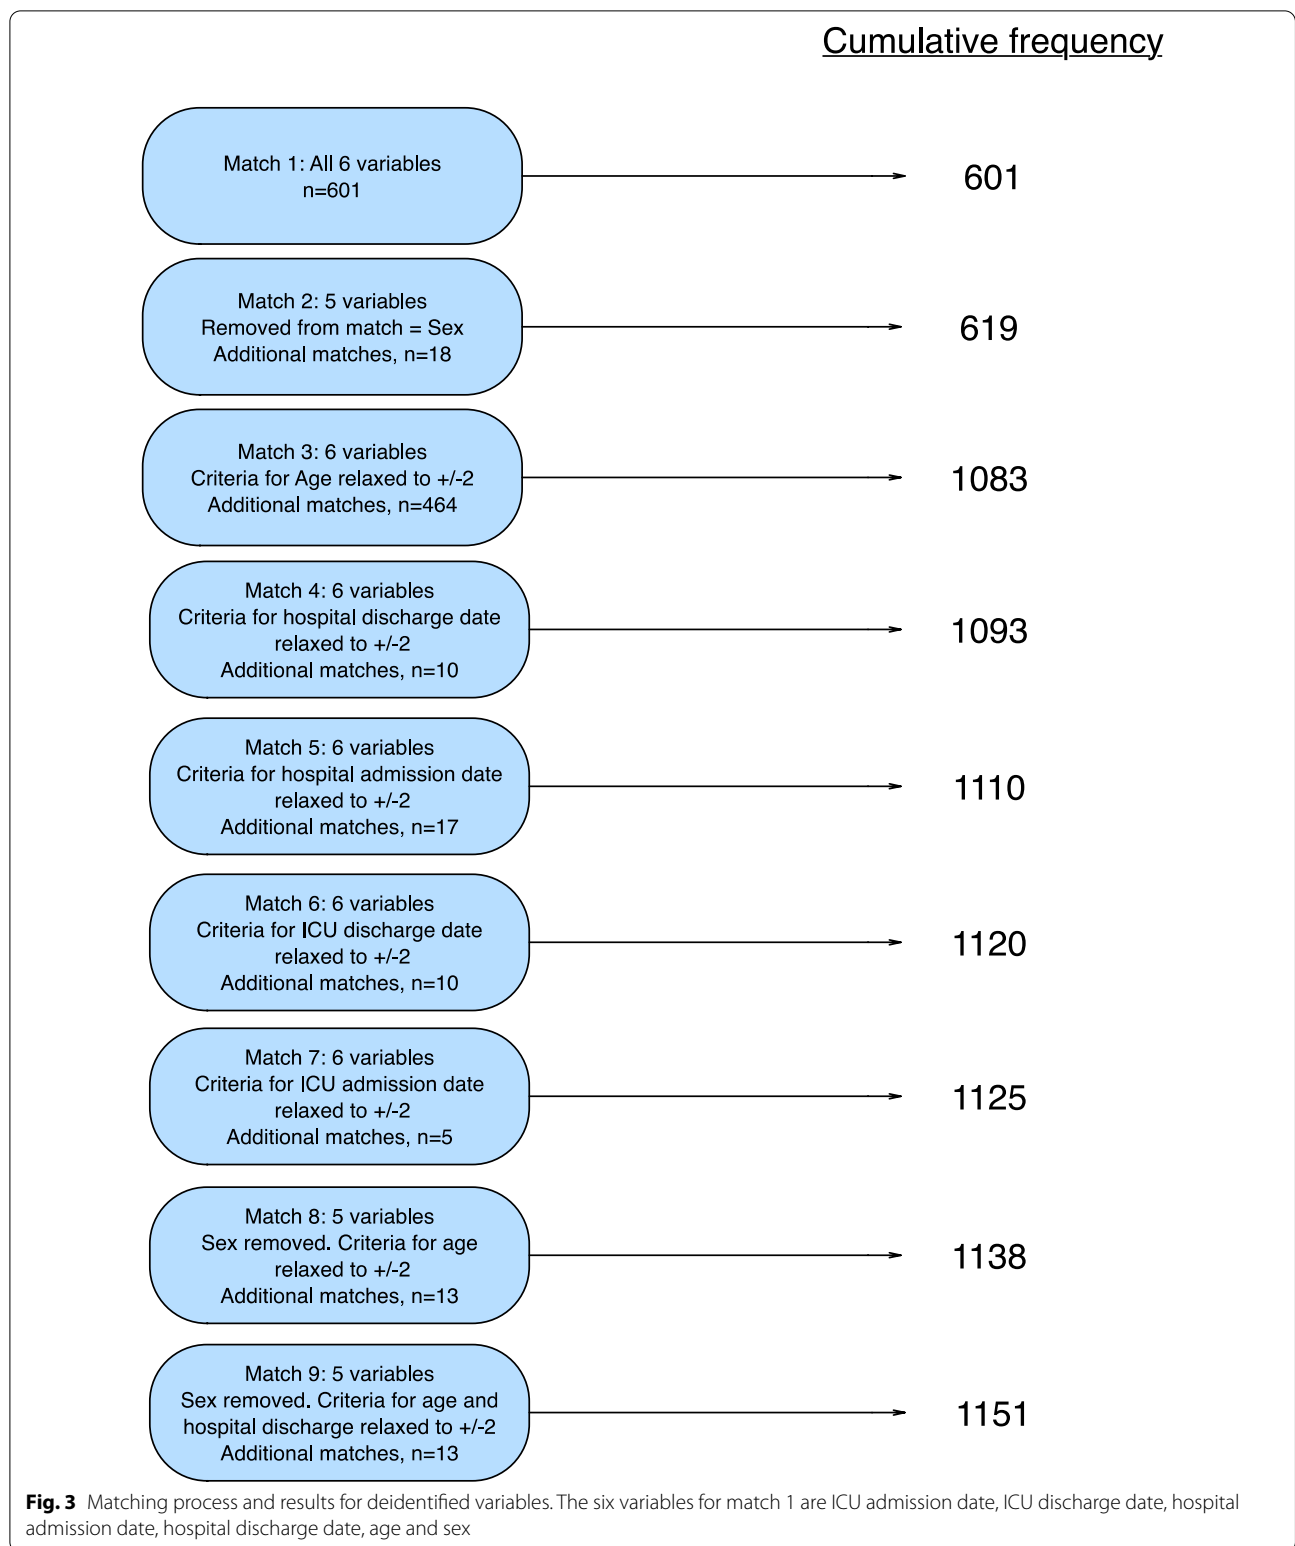 Cumulative frequency
Match 1: All 6 variables
n=601
601
Match 2: 5 variables
Removed from match = Sex
Additional matches, n=18
619
Match 3: 6 variables
Criteria for Age relaxed to +/-2
Additional matches, n=464
1083
Match 4: 6 variables
Criteria for hospital discharge date
relaxed to +/-2
Additional matches, n=10
1093
Match 5: 6 variables
Criteria for hospital admission date
relaxed to +/-2
Additional matches, n=17
1110
Match 6: 6 variables
Criteria for ICU discharge date
relaxed to +/-2
Additional matches, n=10
1120
Match 7: 6 variables
Criteria for ICU admission date
relaxed to +/-2
Additional matches, n=5
1125
Match 8: 5 variables
Sex removed. Criteria for age
relaxed to +/-2
Additional matches, n=13
1138
Match 9: 5 variables
Sex removed. Criteria for age and
hospital discharge relaxed to +/-2
Additional matches, n=13
1151
Fig. 3 Matching process and results for deidentified variables. The six variables for match 1 are ICU admission date, ICU discharge date, hospital
admission date, hospital discharge date, age and sex